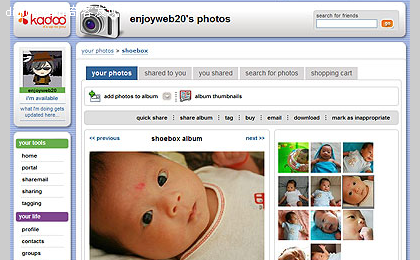 kadoo
enjoyweb20's photos
search for friends
go
your photos > shoebox
enjoyweb20
i'm available
what i'm doing gets
updated here...
your photos
shared to you
you shared
search for photos
shopping cart
add photos to album
album thumbnails
quick share
share album
tag
buy
email
download
mark as inappropriate
your tools
home
portal
sharemail
sharing
tagging
your life
profile
contacts
groups
<< previous
shoebox album
next >>